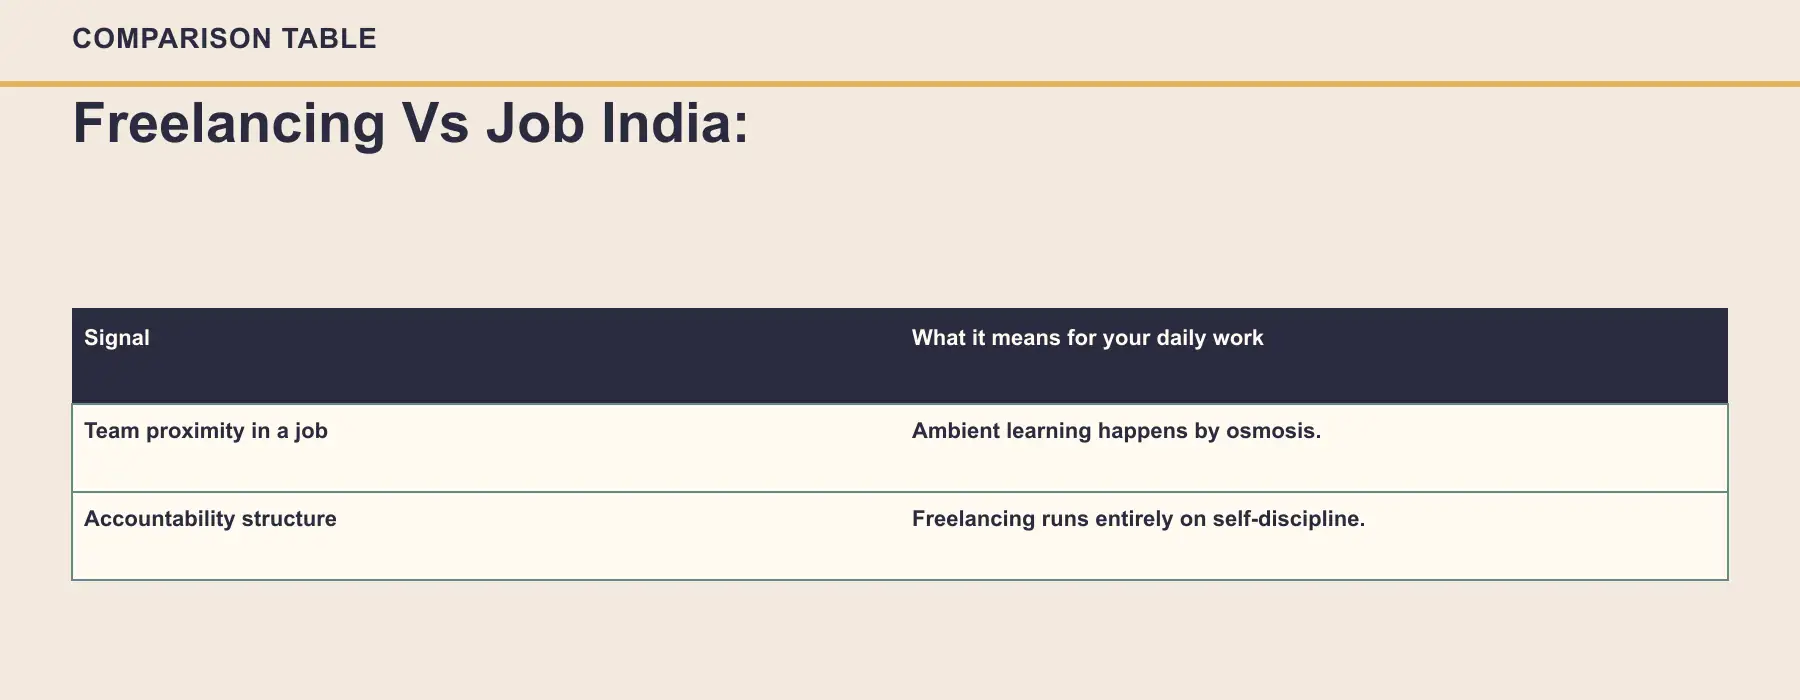 COMPARISON TABLE
Freelancing Vs Job India:
Signal What it means for your daily work
Team proximity in a job Ambient learning happens by osmosis.
Accountability structure Freelancing runs entirely on self-discipline.